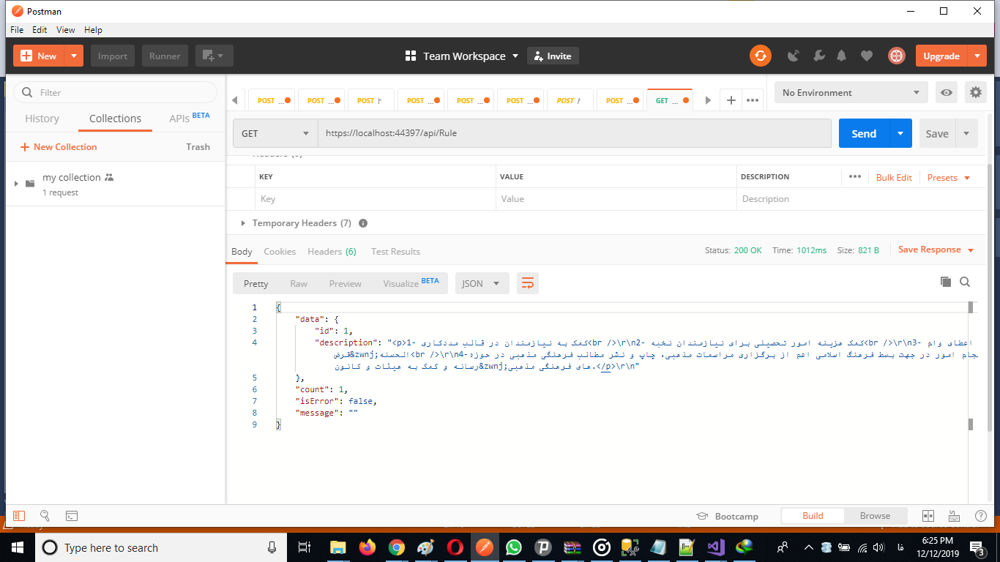 Postman
File Edit View Help
New Import Runner Team Workspace Invite Upgrade
Filter
History Collections APIs BETA
New Collection Trash
my collection
1 request
POST ... POST ... POST h POST ... POST ... POST ... POST h POST ... GET ... No Environment
GET https://localhost:44397/api/Rule Send Save
KEY VALUE DESCRIPTION Bulk Edit Presets
Key Value Description
Temporary Headers (7)
Body Cookies Headers (6) Test Results Status: 200 OK Time: 1012ms Size: 821 B Save Response
Pretty Raw Preview Visualize BETA JSON
1 {
2 "data": {
3 "id": 1,
4 "description": "<p>1- کمک به نیازمندان در قالب مددکاری<br />\r\n2- کمک هزینه امور تحصیلی برای نیازمندان نخبه<br />\r\n3- اعطای وام
قرض&zwnj;الحسنه<br />\r\n4-جام امور در جهت بسط فرهنگ اسلامی اعم از برگزاری مراسمات مذهبی، چاپ و نشر مطالب فرهنگی مذهبی در حوزه
رسانه و کمک به هیئات و کانون&zwnj;های فرهنگی مذهبی.</p>\r\n"
5 },
6 "count": 1,
7 "isError": false,
8 "message": ""
9 }
Bootcamp Build Browse
Type here to search
فا
6:25 PM
12/12/2019
3